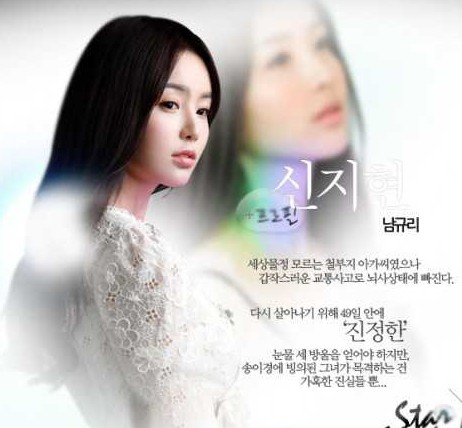 신지현
+프로필
남규리
세상물정 모르는 철부지 아가씨였으나
갑작스러운 교통사고로 뇌사상태에 빠진다.
다시 살아나기 위해 49일 안에
'진정한'
눈물 세 방울을 얻어야 하지만,
송이경에 빙의된 그녀가 목격하는 건
가혹한 진실들 뿐...
Star